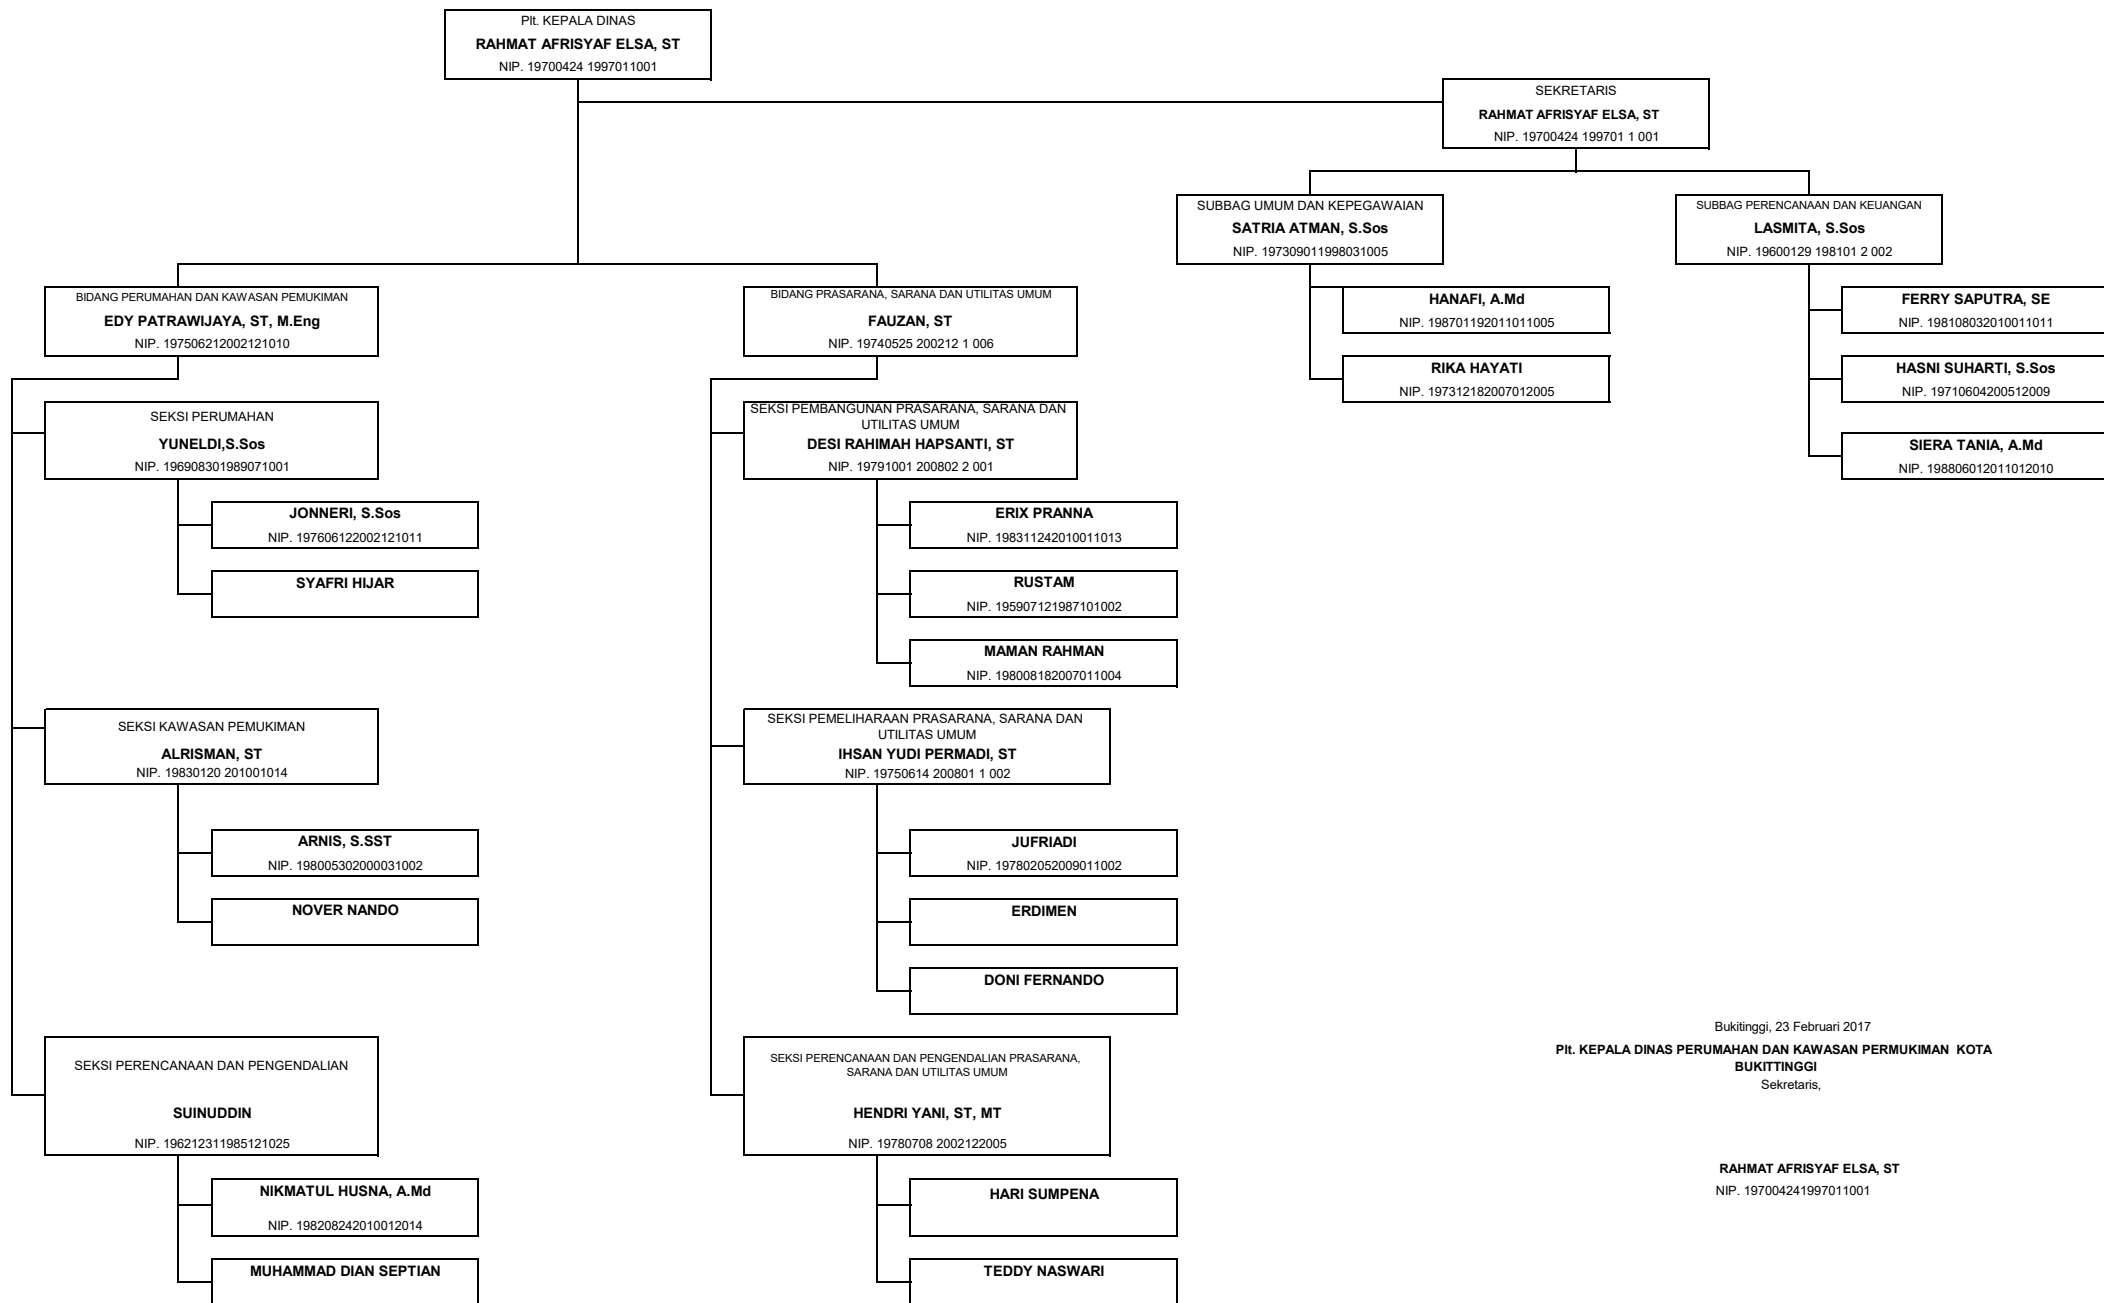 Plt. KEPALA DINAS
RAHMAT AFRISYAF ELSA, ST
NIP. 19700424 1997011001
SEKRETARIS
RAHMAT AFRISYAF ELSA, ST
NIP. 19700424 199701 1 001
SUBBAG UMUM DAN KEPEGAWAIAN
SATRIA ATMAN, S.Sos
NIP. 197309011998031005
SUBBAG PERENCANAAN DAN KEUANGAN
LASMITA, S.Sos
NIP. 19600129 198101 2 002
HANAFI, A.Md
NIP. 198701192011011005
RIKA HAYATI
NIP. 197312182007012005
FERRY SAPUTRA, SE
NIP. 198108032010011011
HASNI SUHARTI, S.Sos
NIP. 19710604200512009
SIERA TANIA, A.Md
NIP. 198806012011012010
BIDANG PERUMAHAN DAN KAWASAN PEMUKIMAN
EDY PATRAWIJAYA, ST, M.Eng
NIP. 197506212002121010
SEKSI PERUMAHAN
YUNELDI,S.Sos
NIP. 196908301989071001
JONNERI, S.Sos
NIP. 197606122002121011
SYAFRI HIJAR
SEKSI KAWASAN PEMUKIMAN
ALRISMAN, ST
NIP. 19830120 201001014
ARNIS, S.SST
NIP. 198005302000031002
NOVER NANDO
SEKSI PERENCANAAN DAN PENGENDALIAN
SUINUDDIN
NIP. 196212311985121025
NIKMATUL HUSNA, A.Md
NIP. 198208242010012014
MUHAMMAD DIAN SEPTIAN
BIDANG PRASARANA, SARANA DAN UTILITAS UMUM
FAUZAN, ST
NIP. 19740525 200212 1 006
SEKSI PEMBANGUNAN PRASARANA, SARANA DAN
UTILITAS UMUM
DESI RAHIMAH HAPSANTI, ST
NIP. 19791001 200802 2 001
ERIX PRANNA
NIP. 198311242010011013
RUSTAM
NIP. 195907121987101002
MAMAN RAHMAN
NIP. 198008182007011004
SEKSI PEMELIHARAAN PRASARANA, SARANA DAN
UTILITAS UMUM
IHSAN YUDI PERMADI, ST
NIP. 19750614 200801 1 002
JUFRIADI
NIP. 197802052009011002
ERDIMEN
DONI FERNANDO
SEKSI PERENCANAAN DAN PENGENDALIAN PRASARANA,
SARANA DAN UTILITAS UMUM
HENDRI YANI, ST, MT
NIP. 19780708 2002122005
HARI SUMPENA
TEDDY NASWARI
Bukitinggi, 23 Februari 2017
Plt. KEPALA DINAS PERUMAHAN DAN KAWASAN PERMUKIMAN KOTA
BUKITTINGGI
Sekretaris,
RAHMAT AFRISYAF ELSA, ST
NIP. 197004241997011001